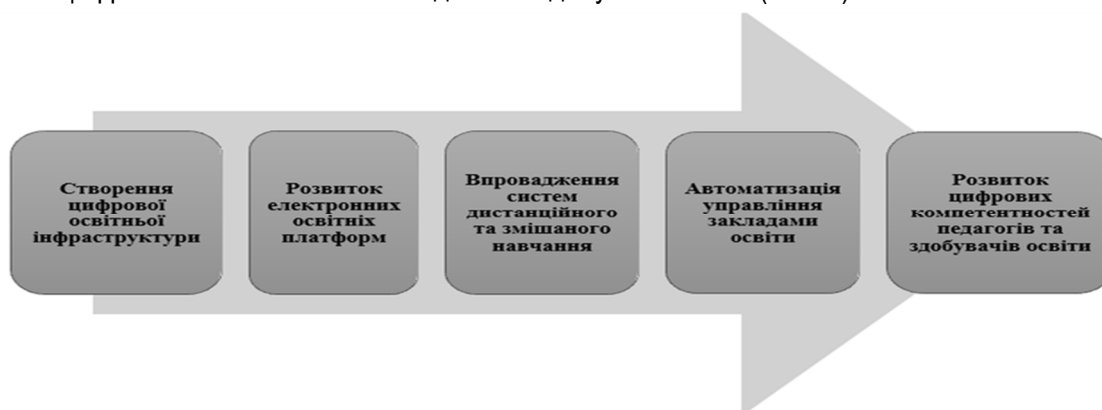 Створення
цифрової
освітньої
інфраструктури
Розвиток
електронних
освітніх
платформ
Впровадження
систем
дистанційного
та змішаного
навчання
Автоматизація
управління
закладами
освіти
Розвиток
цифрових
компетентностей
педагогів та
здобувачів освіти